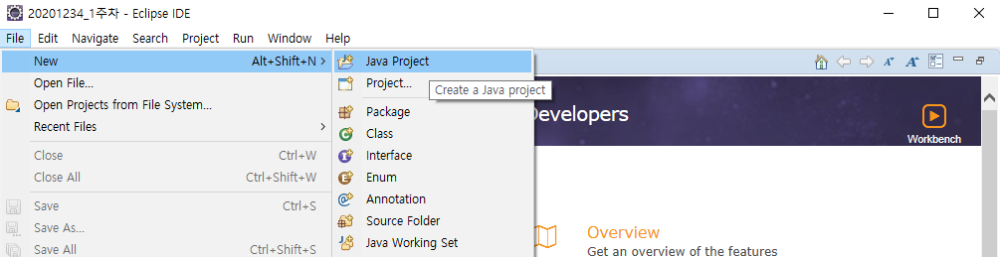 20201234_1주차 - Eclipse IDE
File Edit Navigate Search Project Run Window Help
New Alt+Shift+N
Open File...
Open Projects from File System...
Recent Files
Close Ctrl+W
Close All Ctrl+Shift+W
Save Ctrl+S
Save As...
Save All Ctrl+Shift+S
Java Project
Project...
Create a Java project
Package
Class
Interface
Enum
Annotation
Source Folder
Java Working Set
Developers
Workbench
Overview
Get an overview of the features